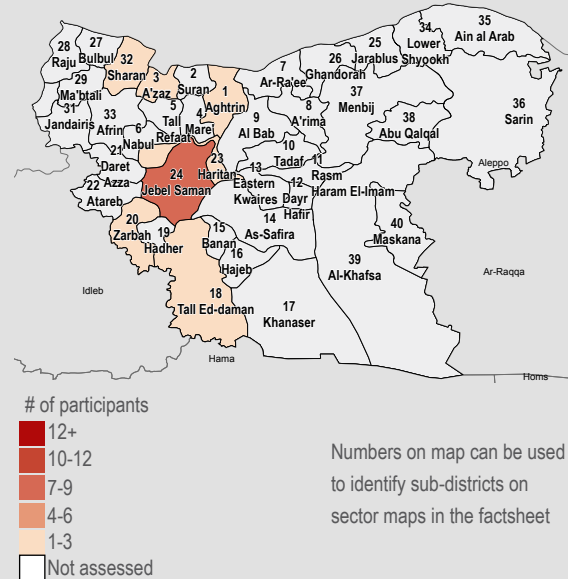 34
Lower
Shyookh
35
Ain al Arab
28
Raju
27
Bulbul
32
Sharan
3
A'zaz
2
Suran
1
Aghtrin
7
Ar-Ra'ee
26
Ghandorah
25
Jarablus
29
Ma'btali
31
Jandairis
33
Afrin
5
Tall
Refaat
4
Marei
9
Al Bab
8
A'rima
37
Menbij
36
Sarin
38
Abu Qalqal
6
Nabul
21
Daret
Azza
23
Haritan
24
Jebel Saman
10
Tadaf
11
Rasm
Haram El-Imam
Aleppo
22
Atareb
13
Eastern
Kwaires
12
Dayr
Hafir
20
Zarbah
19
Hadher
15
Banan
14
As-Safira
40
Maskana
16
Hajeb
39
Al-Khafsa
Ar-Raqqa
Idleb
18
Tall Ed-daman
17
Khanaser
Hama
Homs
# of participants
12+
10-12
7-9
4-6
1-3
Not assessed
Numbers on map can be used
to identify sub-districts on
sector maps in the factsheet